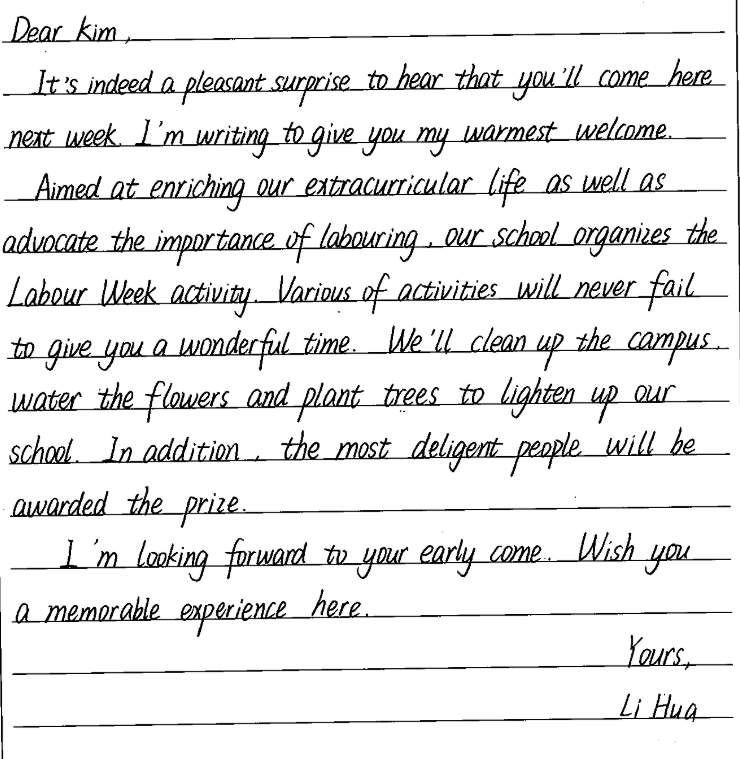 Dear Kim,
It's indeed a pleasant surprise to hear that you'll come here
next week. I'm writing to give you my warmest welcome.
Aimed at enriching our extracurricular life as well as
advocate the importance of labouring, our school organizes the
Labour Week activity. Various of activities will never fail
to give you a wonderful time. We'll clean up the campus,
water the flowers and plant trees to lighten up our
school. In addition, the most deligent people will be
awarded the prize.
I'm looking forward to your early come. Wish you
a memorable experience here.
Yours,
Li Hua